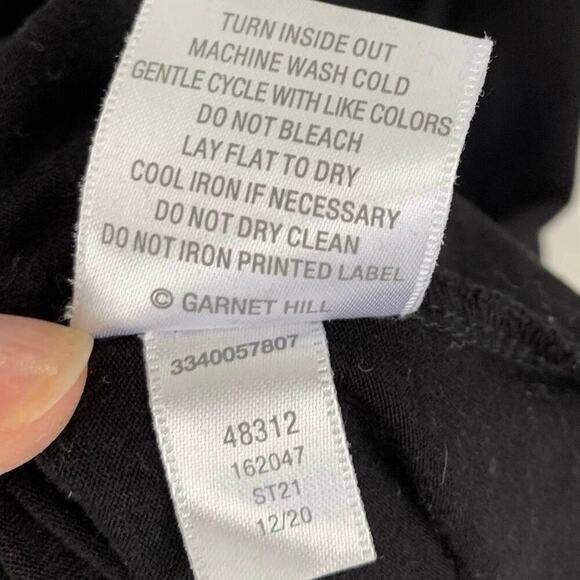 TURN INSIDE OUT
MACHINE WASH COLD
GENTLE CYCLE WITH LIKE COLORS
DO NOT BLEACH
LAY FLAT TO DRY
COOL IRON IF NECESSARY
DO NOT DRY CLEAN
DO NOT IRON PRINTED LABEL
© GARNET HILL
3340057807
48312
162047
ST21
12/20